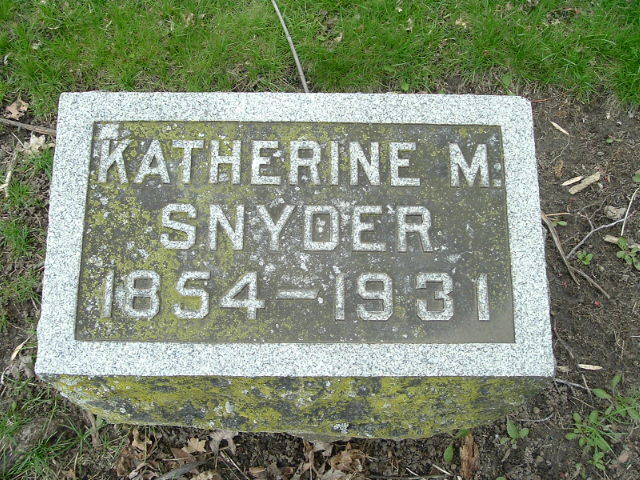 KATHERINE M.
SNYDER
1854-1931